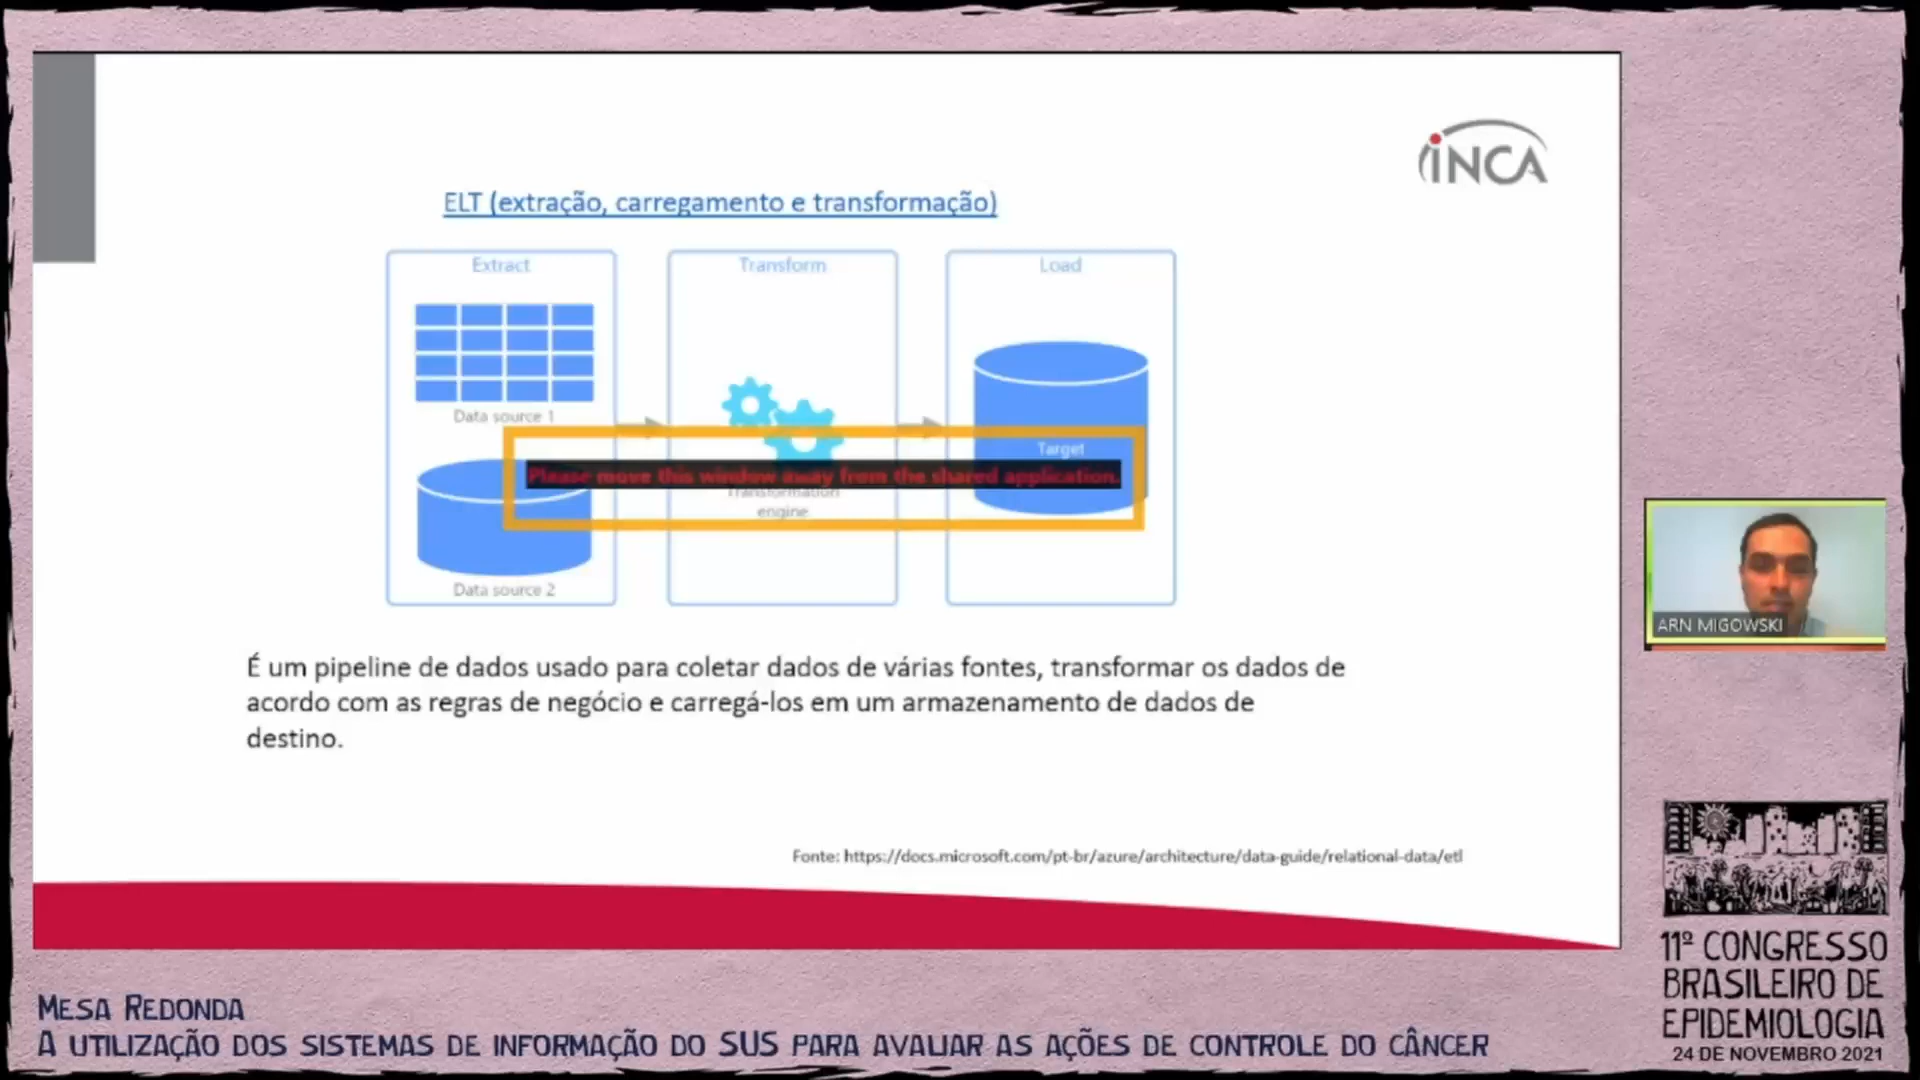 INCA
ELT (extração, carregamento e transformação)
Extract
Transform
Load
Data source 1
Target
Please move this window away from the shared application.
Transformation
engine
Data source 2
É um pipeline de dados usado para coletar dados de várias fontes, transformar os dados de
acordo com as regras de negócio e carregá-los em um armazenamento de dados de
destino.
Fonte: https://docs.microsoft.com/pt-br/azure/architecture/data-guide/relational-data/etl
ARN MIGOWSKI
11º CONGRESSO
BRASILEIRO DE
EPIDEMIOLOGIA
24 DE NOVEMBRO 2021
MESA REDONDA
A UTILIZAÇÃO DOS SISTEMAS DE INFORMAÇÃO DO SUS PARA AVALIAR AS AÇÕES DE CONTROLE DO CÂNCER